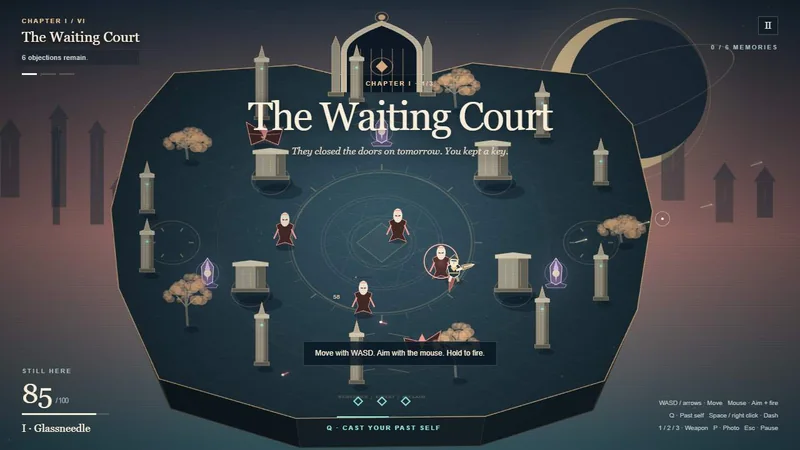 CHAPTER I / VI
The Waiting Court
6 objections remain.
II
0 / 6 MEMORIES
CHAPTER I
The Waiting Court
They closed the doors on tomorrow. You kept a key.
58
Move with WASD. Aim with the mouse. Hold to fire.
STILL HERE
85 / 100
I · Glassneedle
Q · CAST YOUR PAST SELF
WASD / arrows · Move Mouse · Aim + fire
Q · Past self Space / right click · Dash
1 / 2 / 3 · Weapon P · Photo Esc · Pause